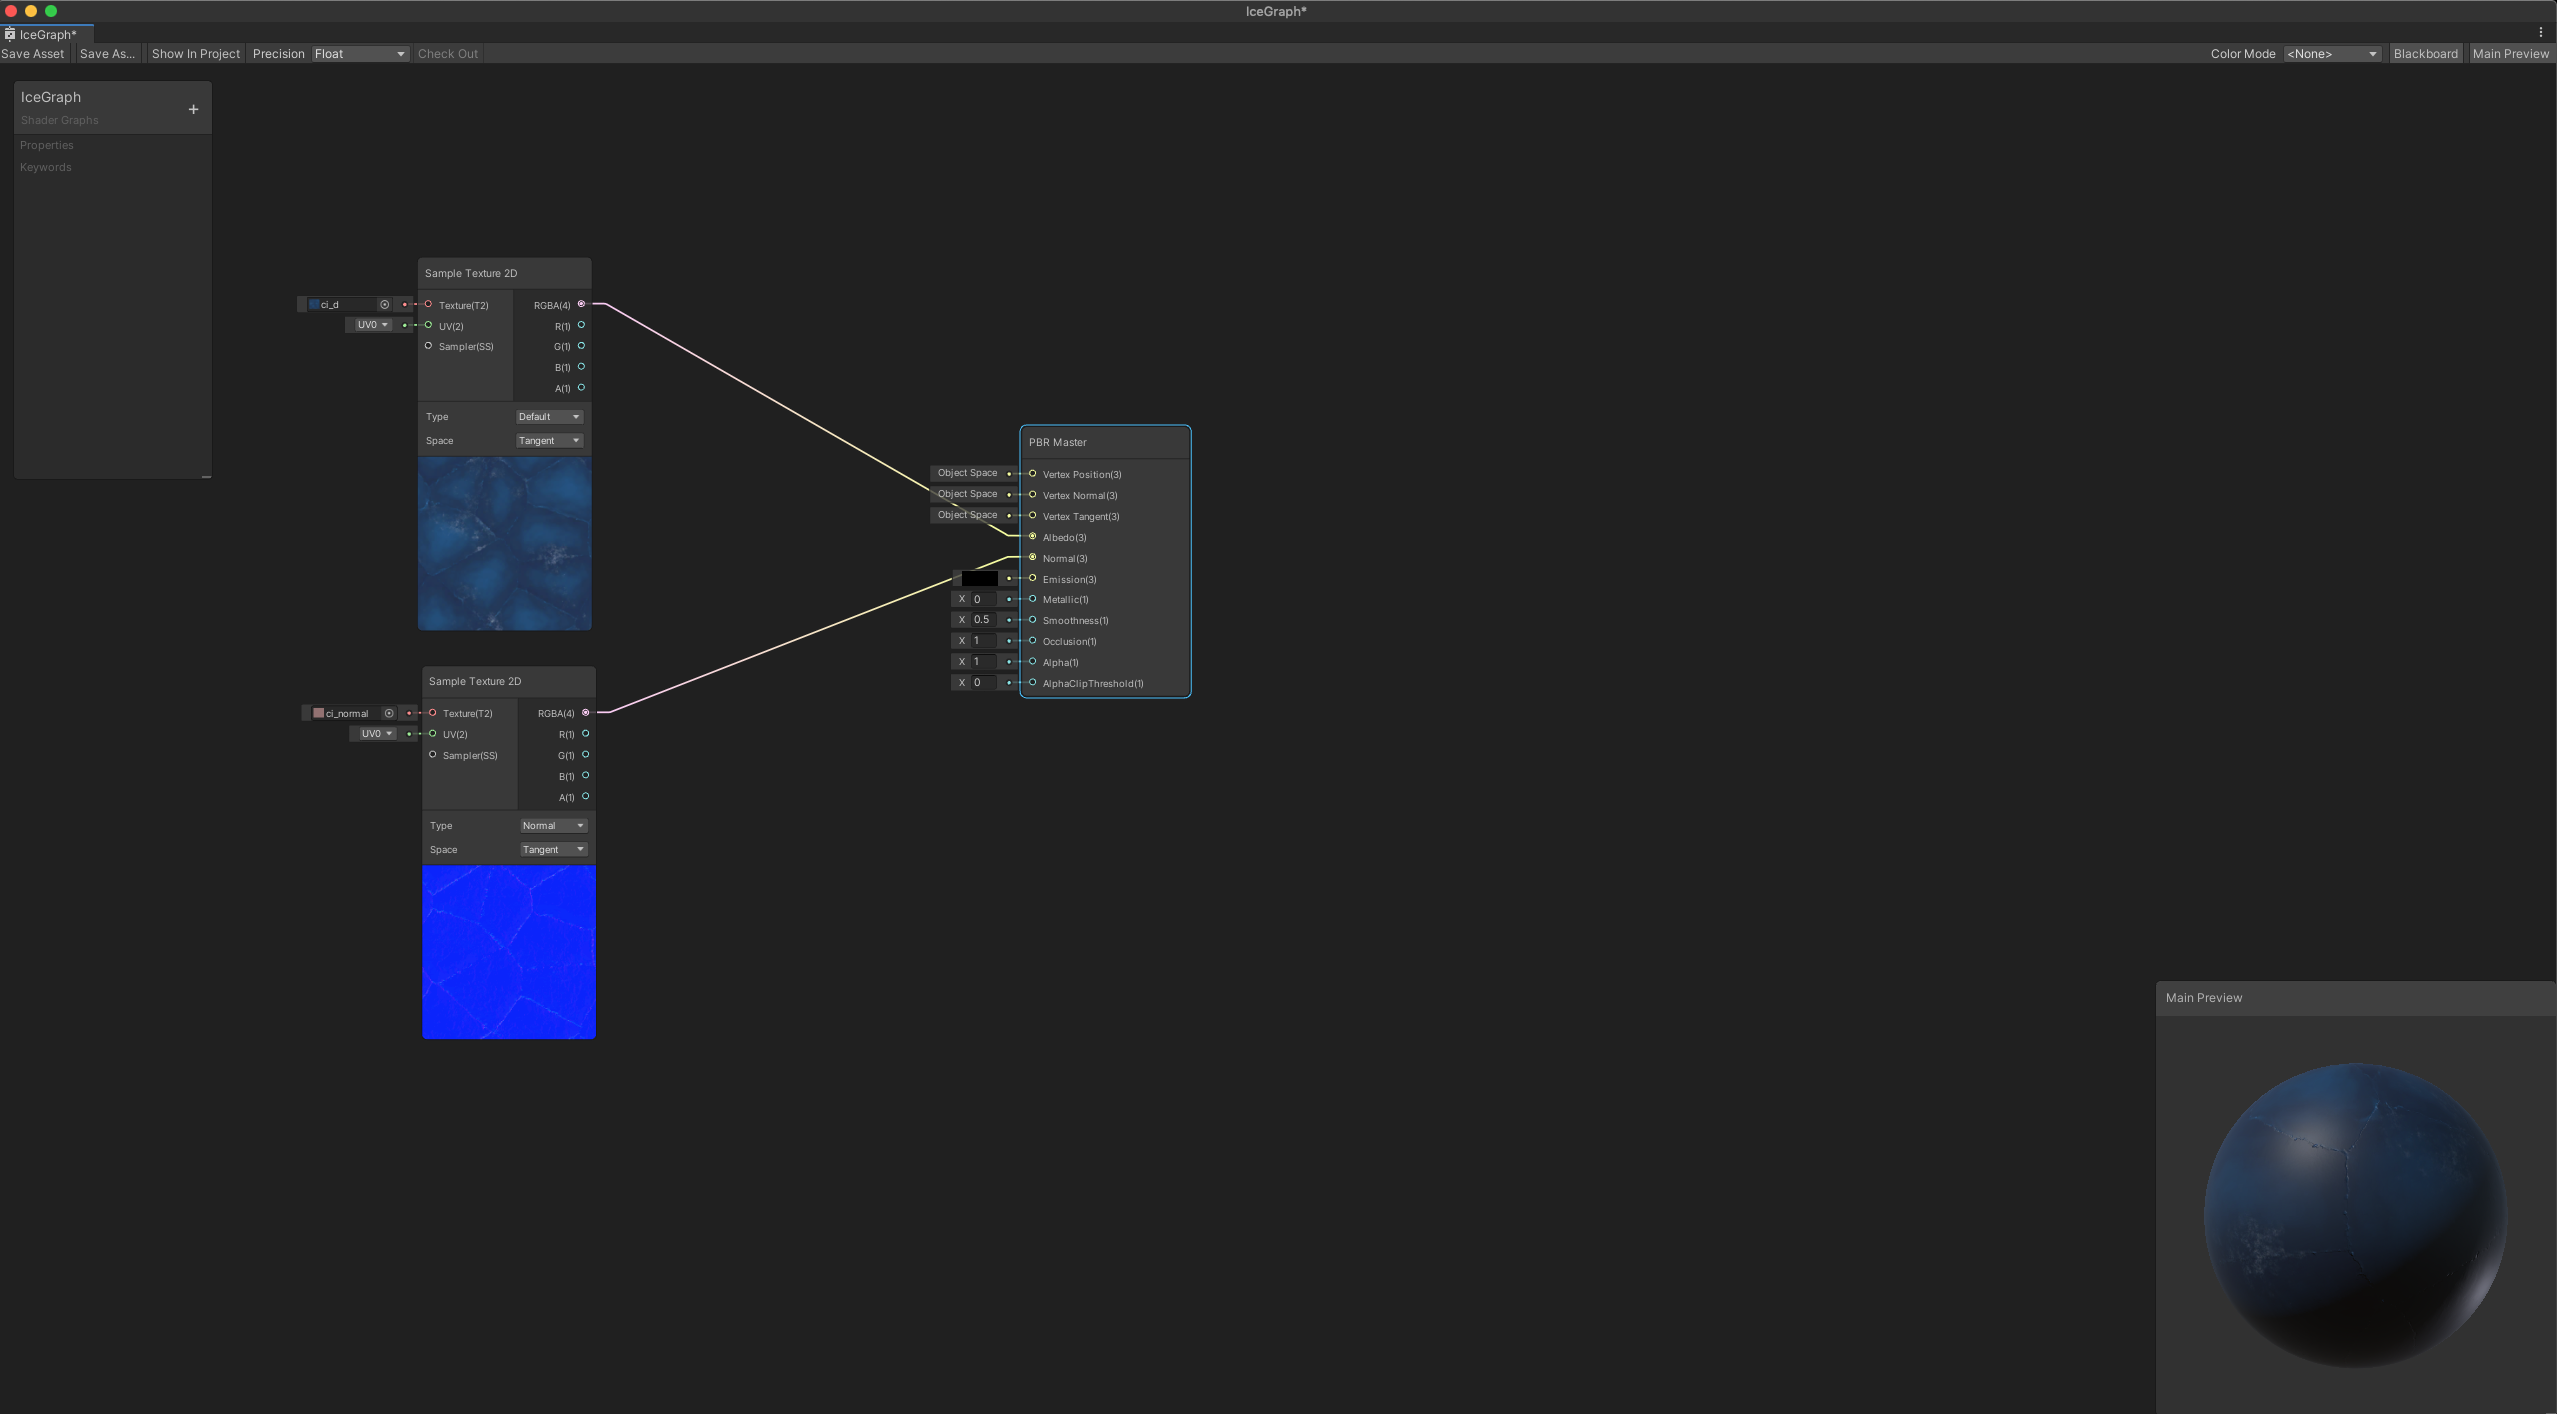 IceGraph*
IceGraph*
Save Asset Save As... Show In Project Precision Float Check Out Color Mode <None> Blackboard Main Preview
IceGraph
+
Shader Graphs
Properties
Keywords
Sample Texture 2D
ci_d Texture(T2) RGBA(4)
UV0 UV(2) R(1)
Sampler(SS) G(1)
B(1)
A(1)
Type Default
Space Tangent
PBR Master
Object Space Vertex Position(3)
Object Space Vertex Normal(3)
Object Space Vertex Tangent(3)
Albedo(3)
Normal(3)
Emission(3)
X 0 Metallic(1)
X 0.5 Smoothness(1)
X 1 Occlusion(1)
X 1 Alpha(1)
X 0 AlphaClipThreshold(1)
Sample Texture 2D
ci_normal Texture(T2) RGBA(4)
UV0 UV(2) R(1)
Sampler(SS) G(1)
B(1)
A(1)
Type Normal
Space Tangent
Main Preview